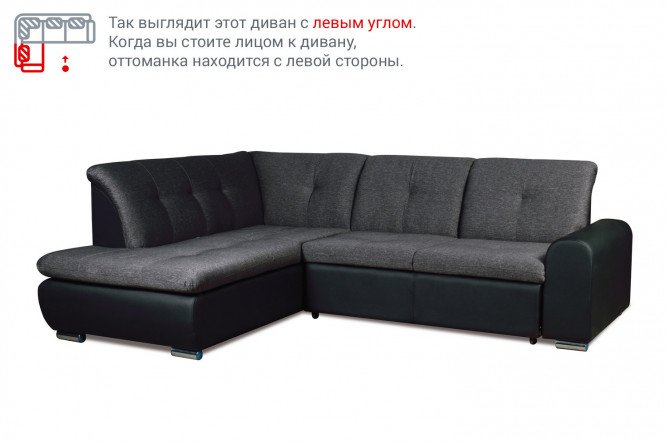 Так выглядит этот диван с левым углом.
Когда вы стоите лицом к дивану,
оттоманка находится с левой стороны.